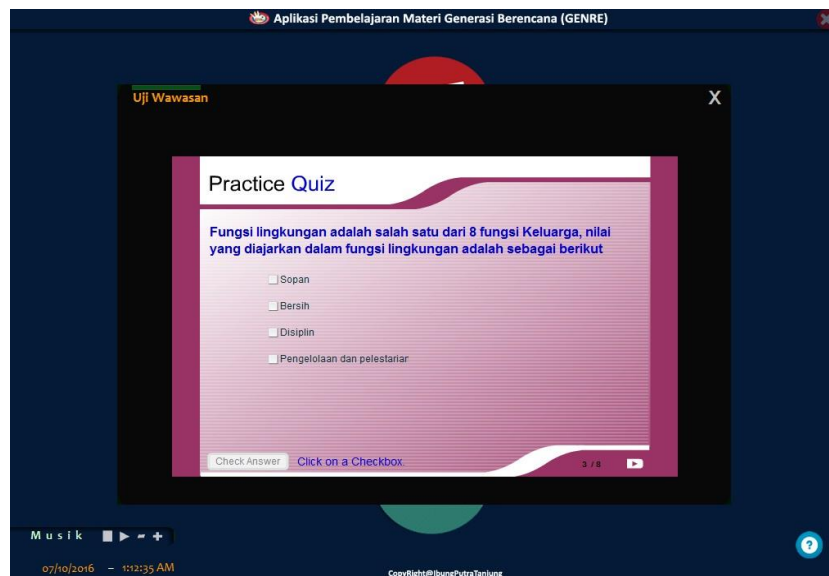 Aplikasi Pembelajaran Materi Generasi Berencana (GENRE)
Uji Wawasan
X
Practice Quiz
Fungsi lingkungan adalah salah satu dari 8 fungsi Keluarga, nilai
yang diajarkan dalam fungsi lingkungan adalah sebagai berikut
Sopan
Bersih
Disiplin
Pengelolaan dan pelestarian
Check Answer
Click on a Checkbox.
3 / 8
Musik
?
07/10/2016 – 1:12:35 AM
CopyRight@IbungPutraTanjung